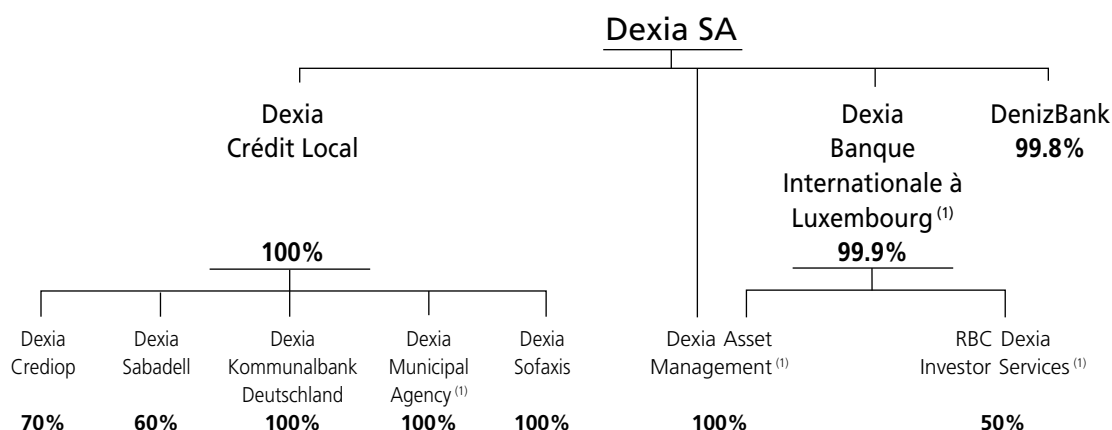 Dexia SA
Dexia
Crédit Local
100%
Dexia
Banque
Internationale à
Luxembourg (1)
99.9%
DenizBank
99.8%
Dexia
Crediop
70%
Dexia
Sabadell
60%
Dexia
Kommunalbank
Deutschland
100%
Dexia
Municipal
Agency (1)
100%
Dexia
Sofaxis
100%
Dexia Asset
Management (1)
100%
RBC Dexia
Investor Services (1)
50%